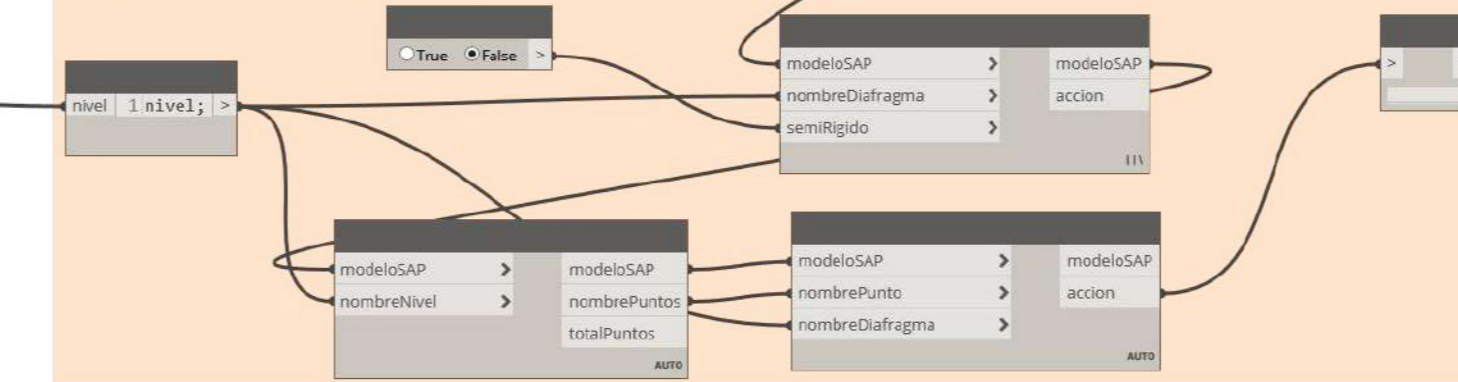 True False >
nivel 1 nivel; >
modeloSAP > modeloSAP
nombreDiafragma > accion
semiRigido >
>
modeloSAP > modeloSAP
nombreNivel > nombrePuntos
totalPuntos
AUTO
modeloSAP > modeloSAP
nombrePunto > accion
nombreDiafragma >
AUTO